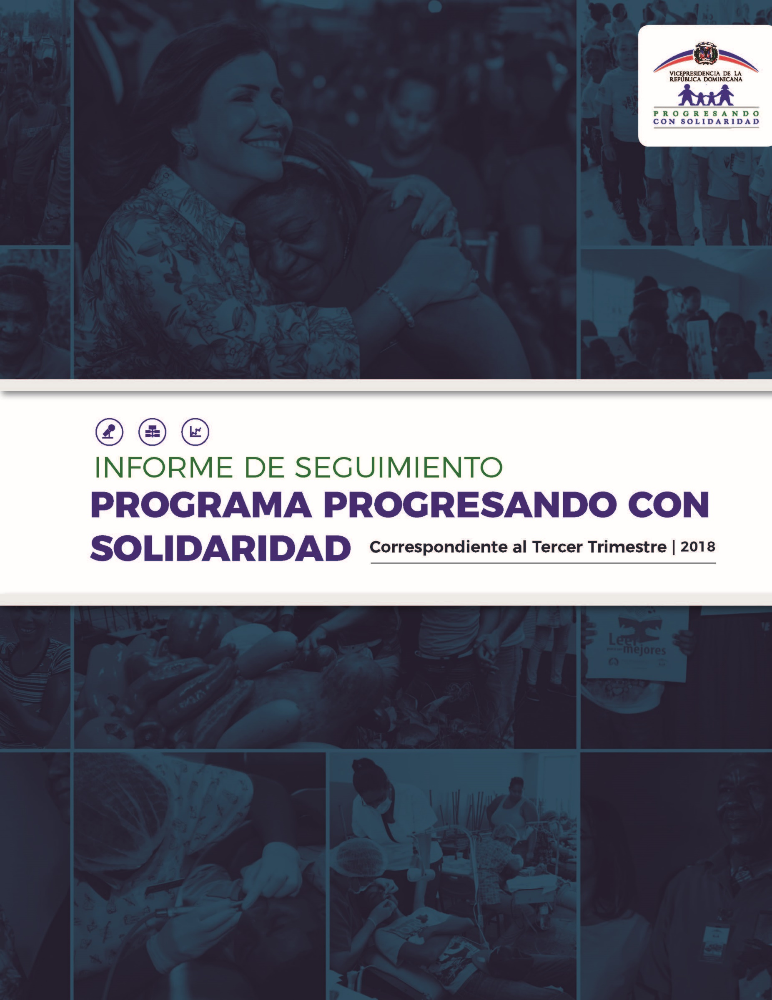 VICEPRESIDENCIA DE LA
REPÚBLICA DOMINICANA
PROGRESANDO
CON SOLIDARIDAD
INFORME DE SEGUIMIENTO
PROGRAMA PROGRESANDO CON
SOLIDARIDAD Correspondiente al Tercer Trimestre | 2018
Leer
mejores